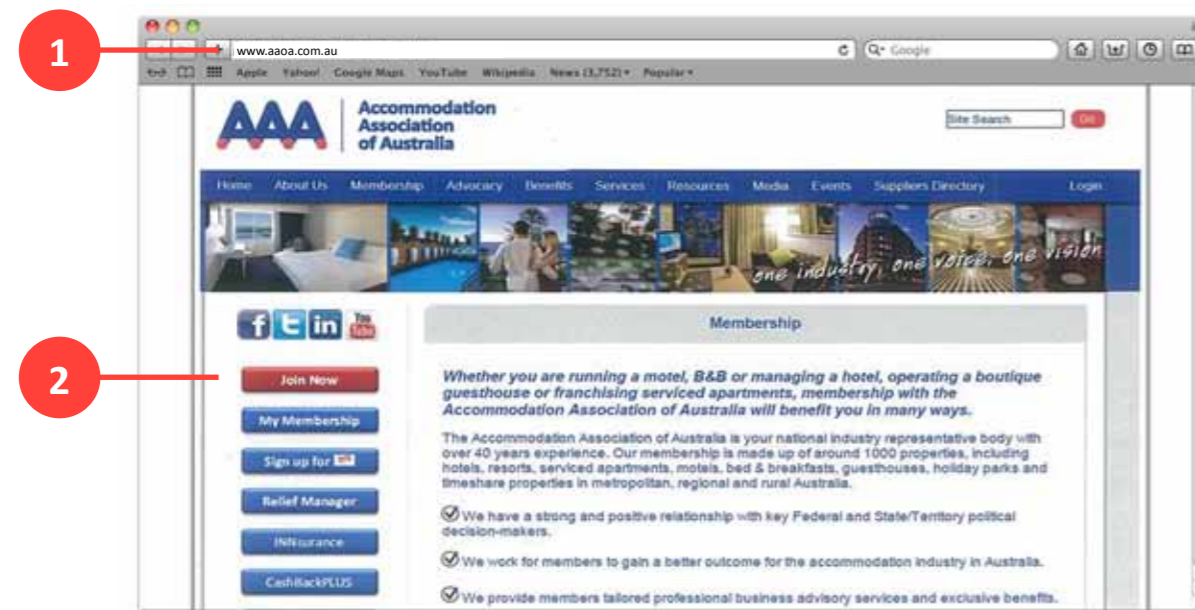 1
www.aaoa.com.au
Google
Apple Yahoo! Google Maps YouTube Wikipedia News (3,752) Popular
AAA
Accommodation
Association
of Australia
Site Search
Go
Home About Us Membership Advocacy Benefits Services Resources Media Events Suppliers Directory Login
one industry, one voice, one vision
f t in You Tube
Membership
2
Join Now
My Membership
Sign up for
Relief Manager
INNsurance
CashBackPLUS
Whether you are running a motel, B&B or managing a hotel, operating a boutique
guesthouse or franchising serviced apartments, membership with the
Accommodation Association of Australia will benefit you in many ways.
The Accommodation Association of Australia is your national industry representative body with
over 40 years experience. Our membership is made up of around 1000 properties, including
hotels, resorts, serviced apartments, motels, bed & breakfasts, guesthouses, holiday parks and
timeshare properties in metropolitan, regional and rural Australia.
We have a strong and positive relationship with key Federal and State/Territory political
decision-makers.
We work for members to gain a better outcome for the accommodation industry in Australia.
We provide members tailored professional business advisory services and exclusive benefits.